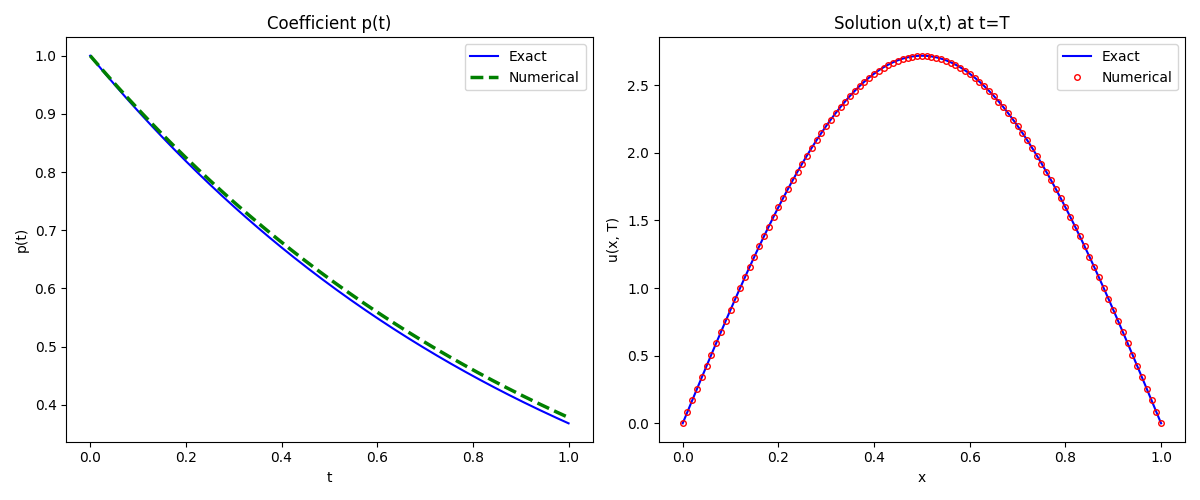 Coefficient p(t)
Exact
Numerical
p(t)
1.0
0.9
0.8
0.7
0.6
0.5
0.4
0.0 0.2 0.4 0.6 0.8 1.0
t
Solution u(x,t) at t=T
Exact
Numerical
u(x, T)
2.5
2.0
1.5
1.0
0.5
0.0
0.0 0.2 0.4 0.6 0.8 1.0
x